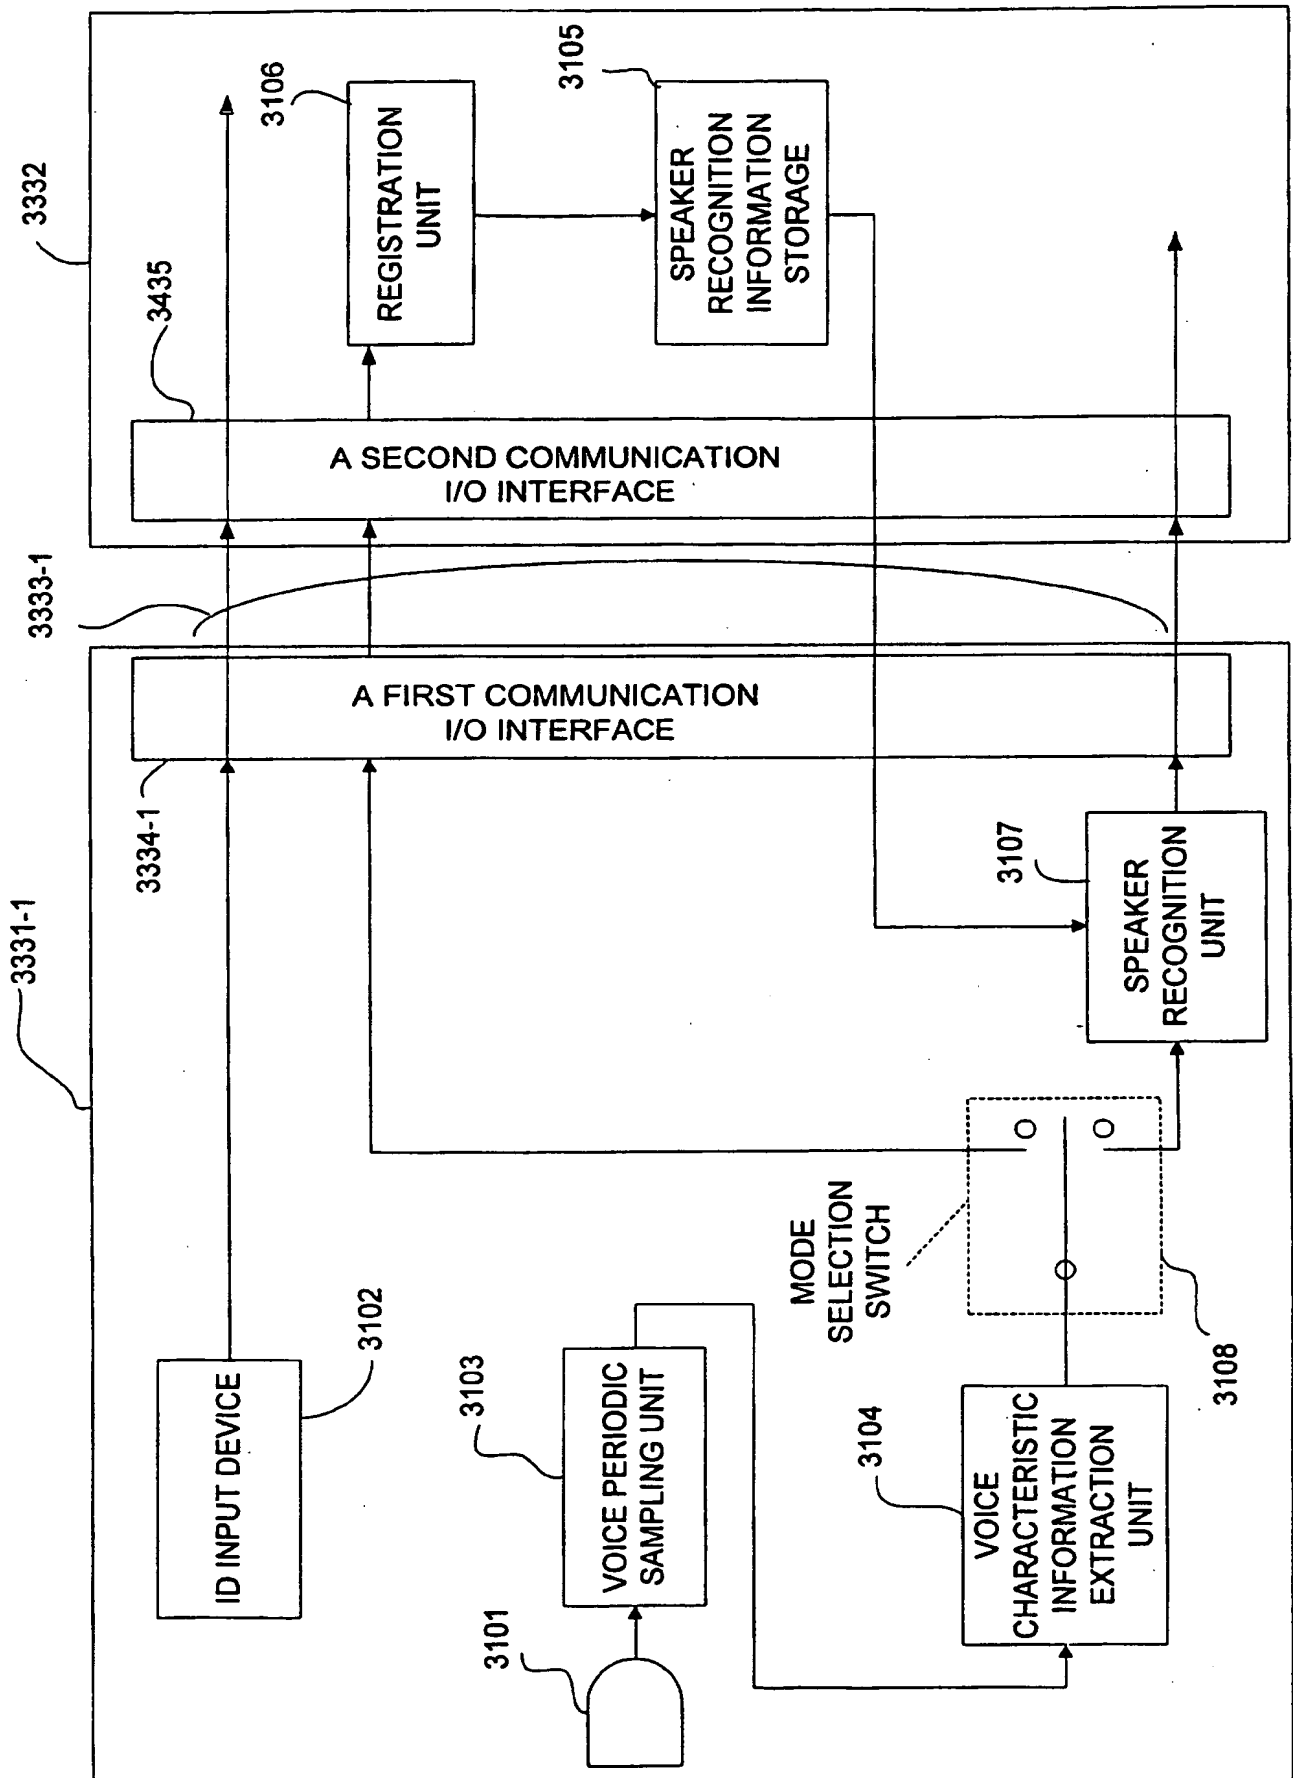 3331-1
3332
3333-1
3435
3334-1
ID INPUT DEVICE
3102
A FIRST COMMUNICATION
I/O INTERFACE
A SECOND COMMUNICATION
I/O INTERFACE
REGISTRATION
UNIT
3106
SPEAKER
RECOGNITION
INFORMATION
STORAGE
3105
3101
VOICE PERIODIC
SAMPLING UNIT
3103
VOICE
CHARACTERISTIC
INFORMATION
EXTRACTION
UNIT
3104
MODE
SELECTION
SWITCH
3108
SPEAKER
RECOGNITION
UNIT
3107